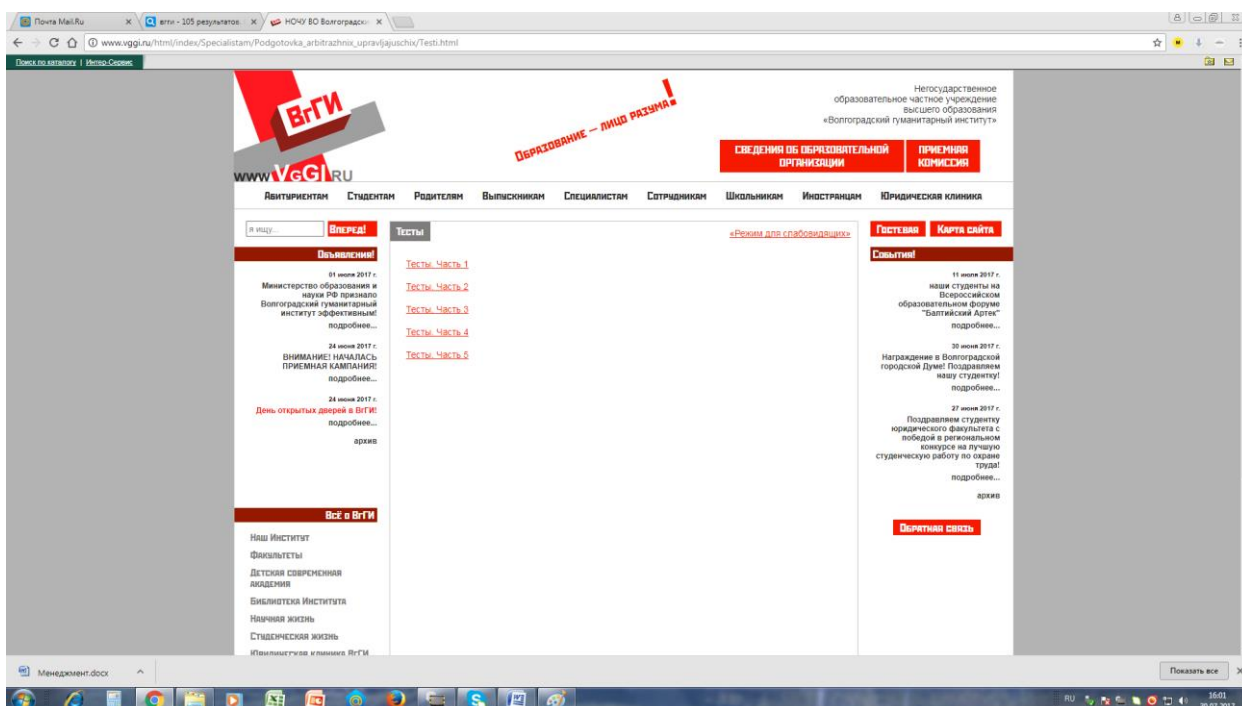 Почта Mail.Ru
вгги - 105 результатов
НОЧУ ВО Волгоградски
www.vggi.ru/html/index/Specialistam/Podgotovka_arbitrazhnix_upravljajuschix/Testi.html
Поиск по каталогу | Интер-Сервис
ВГГИ
WWW.VGGI.RU
Образование – лицо разума!
Негосударственное
образовательное частное учреждение
высшего образования
«Волгоградский гуманитарный институт»
Сведения об образовательной организации
Приемная комиссия
Абитуриентам Студентам Родителям Выпускникам Специалистам Сотрудникам Школьникам Иностранцам Юридическая клиника
я ищу...
Вперед!
Объявления!
01 июля 2017 г.
Министерство образования и
науки РФ признало
Волгоградский гуманитарный
институт эффективным!
подробнее...
24 июня 2017 г.
ВНИМАНИЕ! НАЧАЛАСЬ
ПРИЕМНАЯ КАМПАНИЯ!
подробнее...
24 июня 2017 г.
День открытых дверей в ВгГИ!
подробнее...
архив
Всё о ВгГИ
Наш Институт
Факультеты
Детская современная
академия
Библиотека Института
Научная жизнь
Студенческая жизнь
Юридическая клиника ВгГИ
Тесты
«Режим для слабовидящих»
Тесты. Часть 1
Тесты. Часть 2
Тесты. Часть 3
Тесты. Часть 4
Тесты. Часть 5
Гостевая
Карта сайта
События!
11 июля 2017 г.
наши студенты на
Всероссийском
образовательном форуме
"Балтийский Артек"
подробнее...
30 июня 2017 г.
Награждение в Волгоградской
городской Думе! Поздравляем
нашу студентку!
подробнее...
27 июня 2017 г.
Поздравляем студентку
юридического факультета с
победой в региональном
конкурсе на лучшую
студенческую работу по охране
труда!
подробнее...
архив
Обратная связь
Менеджмент.docx
Показать все
RU
16:01